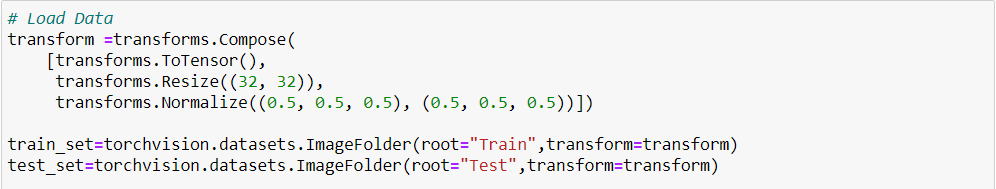 # Load Data
transform =transforms.Compose(
    [transforms.ToTensor(),
     transforms.Resize((32, 32)),
     transforms.Normalize((0.5, 0.5, 0.5), (0.5, 0.5, 0.5))])

train_set=torchvision.datasets.ImageFolder(root="Train",transform=transform)
test_set=torchvision.datasets.ImageFolder(root="Test",transform=transform)